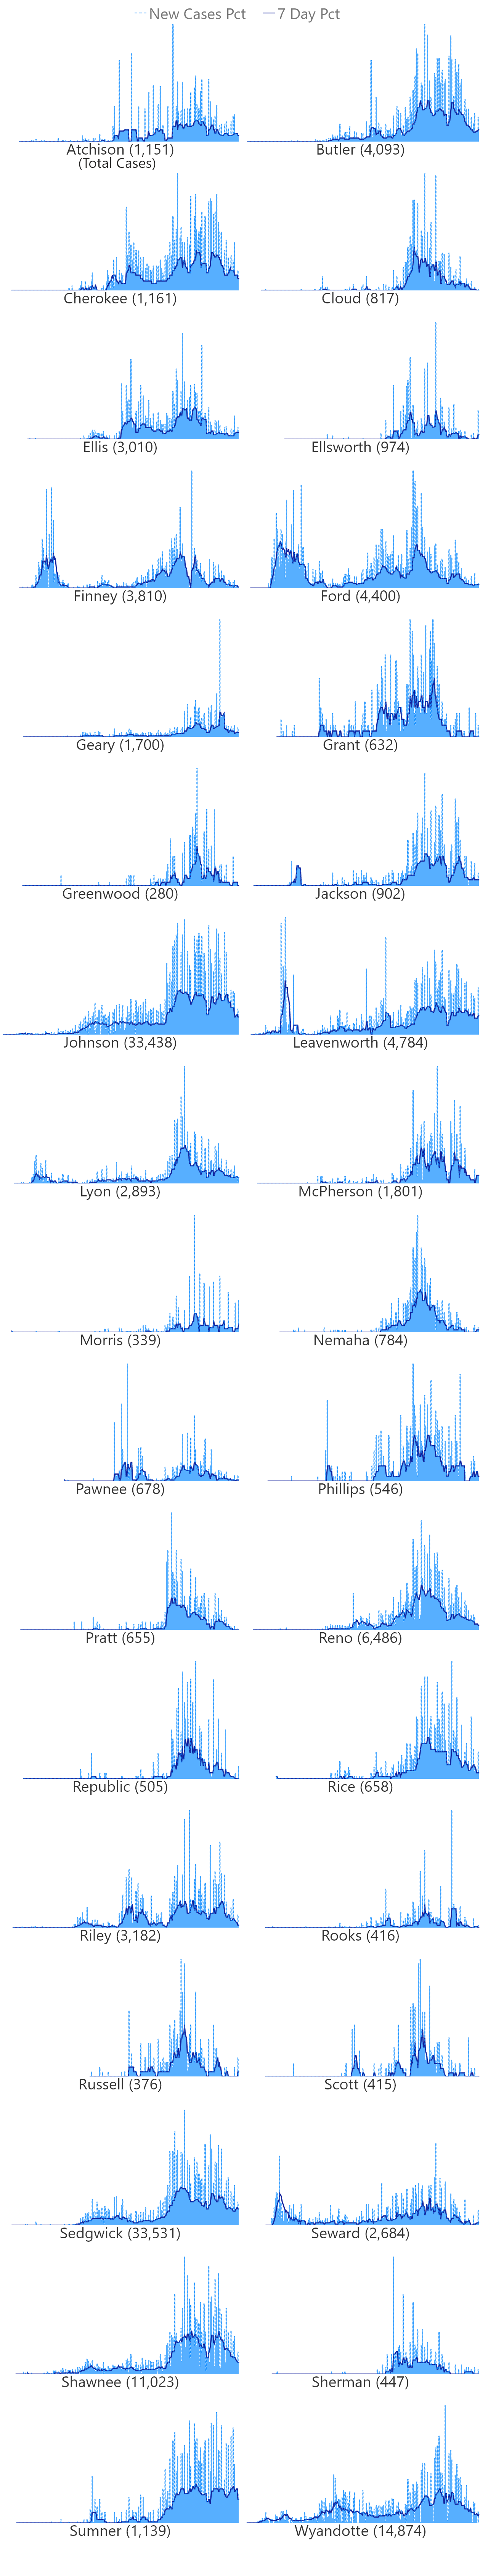 New Cases Pct 7 Day Pct
Atchison (1,151) Butler (4,093)
(Total Cases)
Cherokee (1,161) Cloud (817)
Ellis (3,010) Ellsworth (974)
Finney (3,810) Ford (4,400)
Geary (1,700) Grant (632)
Greenwood (280) Jackson (902)
Johnson (33,438) Leavenworth (4,784)
Lyon (2,893) McPherson (1,801)
Morris (339) Nemaha (784)
Pawnee (678) Phillips (546)
Pratt (655) Reno (6,486)
Republic (505) Rice (658)
Riley (3,182) Rooks (416)
Russell (376) Scott (415)
Sedgwick (33,531) Seward (2,684)
Shawnee (11,023) Sherman (447)
Sumner (1,139) Wyandotte (14,874)